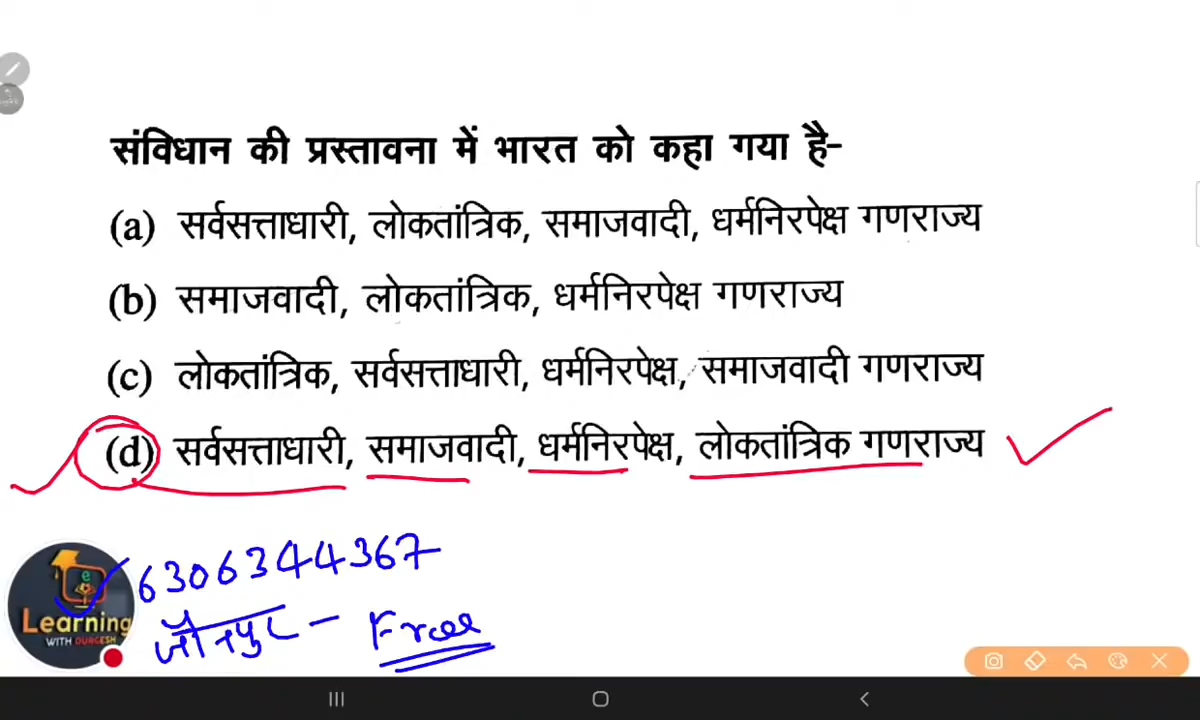 संविधान की प्रस्तावना में भारत को कहा गया है-
(a) सर्वसत्ताधारी, लोकतांत्रिक, समाजवादी, धर्मनिरपेक्ष गणराज्य
(b) समाजवादी, लोकतांत्रिक, धर्मनिरपेक्ष गणराज्य
(c) लोकतांत्रिक, सर्वसत्ताधारी, धर्मनिरपेक्ष, समाजवादी गणराज्य
(d) सर्वसत्ताधारी, समाजवादी, धर्मनिरपेक्ष, लोकतांत्रिक गणराज्य
6306344367
जौनपुर - Free
e
Learning
WITH DURGESH